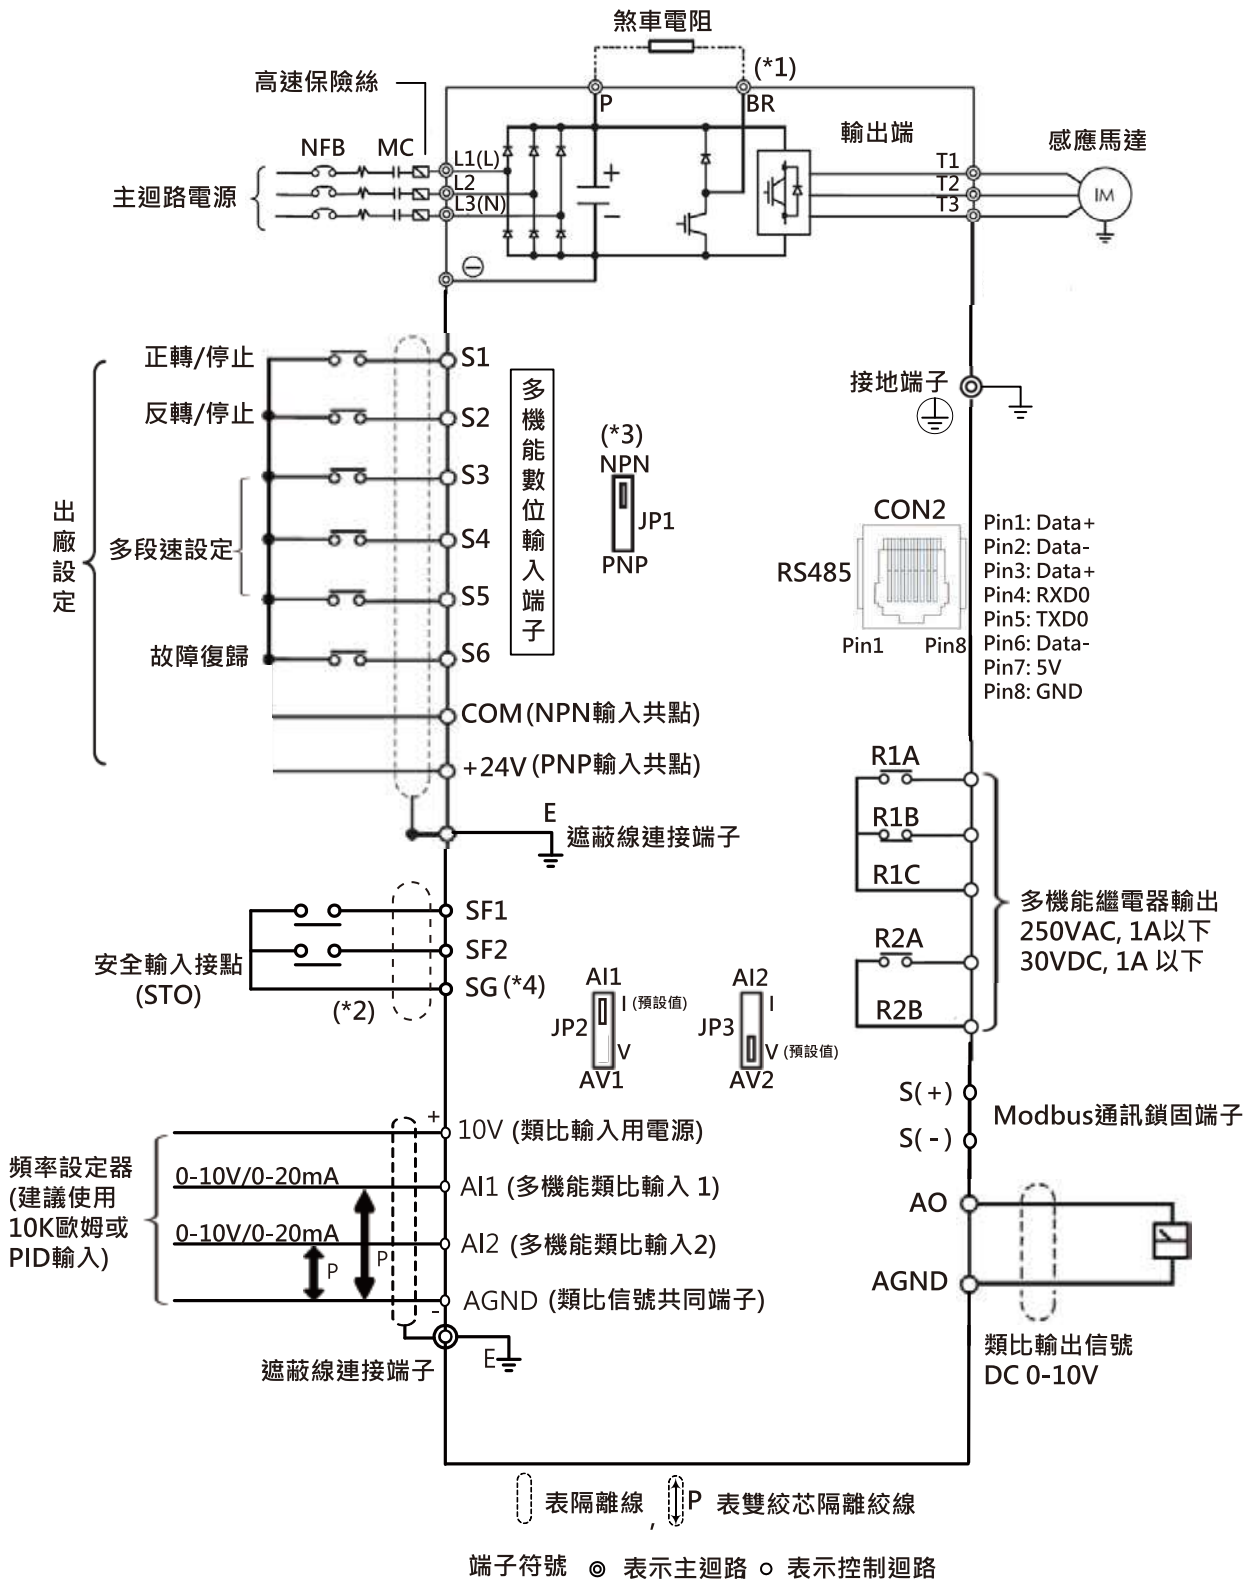 煞車電阻
(*1)
高速保險絲
P
BR
NFB
MC
L1(L)
L2
L3(N)
主迴路電源
輸出端
T1
T2
T3
感應馬達
IM
正轉/停止
反轉/停止
多段速設定
故障復歸
出廠設定
S1
S2
S3
S4
S5
S6
多機能數位輸入端子
COM (NPN輸入共點)
+24V (PNP輸入共點)
(*3)
NPN
JP1
PNP
接地端子
CON2
RS485
Pin1
Pin8
Pin1: Data+
Pin2: Data-
Pin3: Data+
Pin4: RXD0
Pin5: TXD0
Pin6: Data-
Pin7: 5V
Pin8: GND
E
遮蔽線連接端子
R1A
R1B
R1C
R2A
R2B
多機能繼電器輸出
250VAC, 1A以下
30VDC, 1A 以下
安全輸入接點
(STO)
(*2)
SF1
SF2
SG (*4)
AI1
JP2
I (預設值)
V
AV1
AI2
JP3
I
V (預設值)
AV2
S( + )
S( - )
Modbus通訊鎖固端子
頻率設定器
(建議使用
10K歐姆或
PID輸入)
0-10V/0-20mA
0-10V/0-20mA
P
P
+
10V (類比輸入用電源)
AI1 (多機能類比輸入 1)
AI2 (多機能類比輸入2)
AGND (類比信號共同端子)
-
E
遮蔽線連接端子
AO
AGND
類比輸出信號
DC 0-10V
表隔離線 , P 表雙絞芯隔離絞線
端子符號 ◎ 表示主迴路 ○ 表示控制迴路